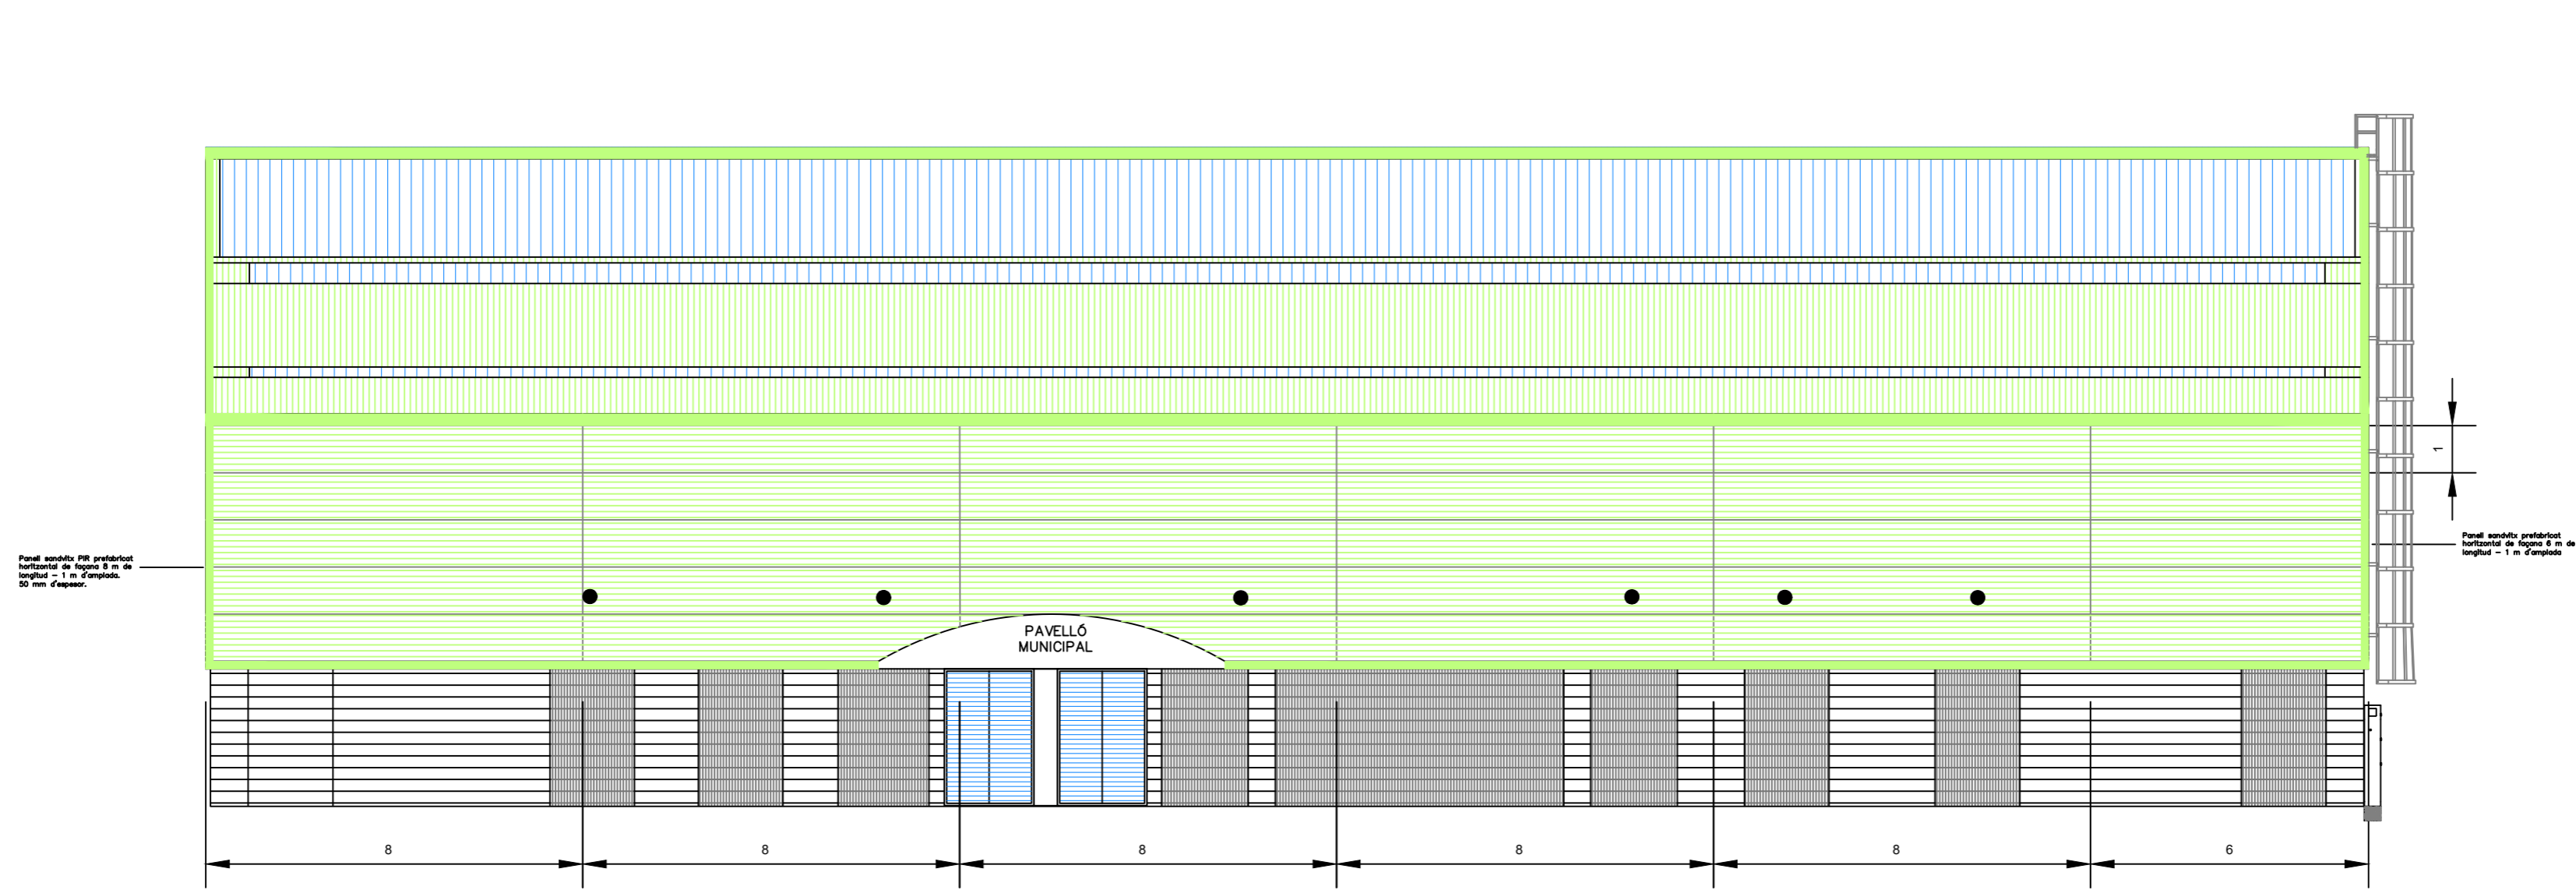 1
Panell sandvitx PIR prefabricat
horitzontal de façana 8 m de
longitud – 1 m d'amplada.
50 mm d'espesor.
Panell sandvitx prefabricat
horitzontal de façana 6 m de
longitud – 1 m d'amplada
PAVELLÓ
MUNICIPAL
8 8 8 8 8 6